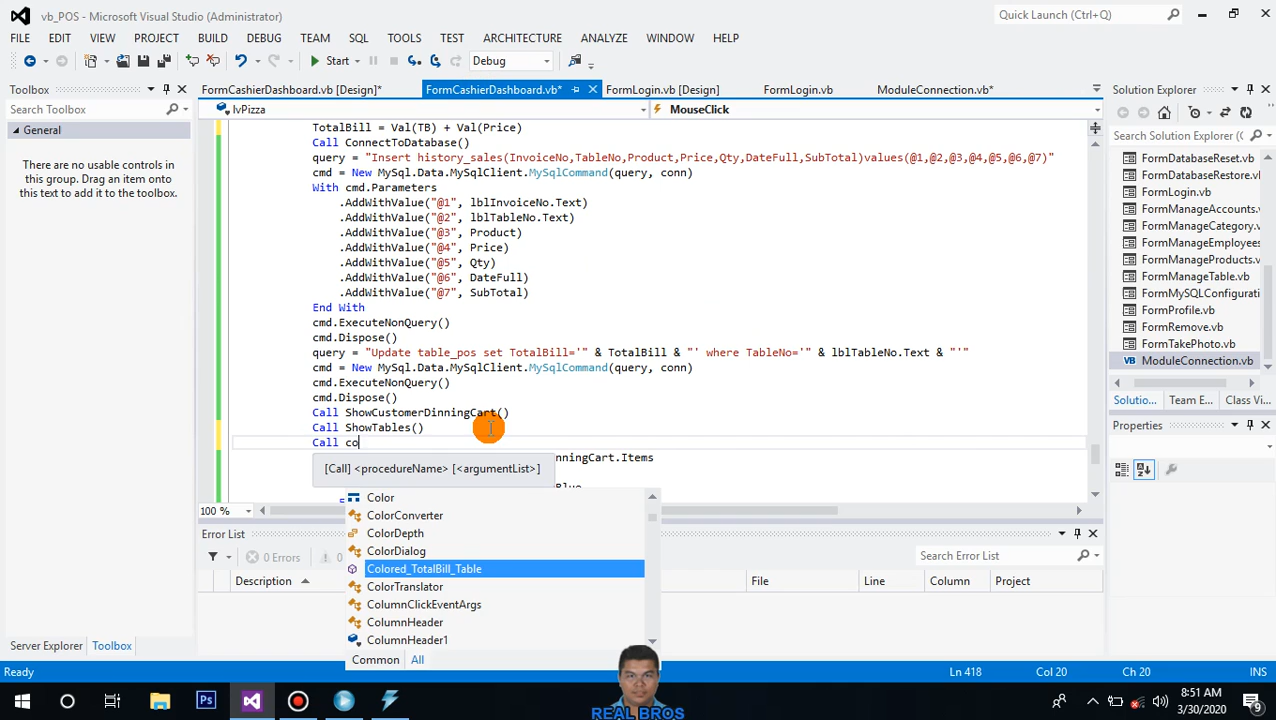 vb_POS - Microsoft Visual Studio (Administrator)
Quick Launch (Ctrl+Q)
FILE EDIT VIEW PROJECT BUILD DEBUG TEAM SQL TOOLS TEST ARCHITECTURE ANALYZE WINDOW HELP
Start Debug
Toolbox
Search Toolbox
General
There are no usable controls in
this group. Drag an item onto
this text to add it to the toolbox.
Server Explorer Toolbox
FormCashierDashboard.vb [Design]* FormCashierDashboard.vb* FormLogin.vb [Design] FormLogin.vb ModuleConnection.vb*
lvPizza MouseClick
TotalBill = Val(TB) + Val(Price)
Call ConnectToDatabase()
query = "Insert history_sales(InvoiceNo,TableNo,Product,Price,Qty,DateFull,SubTotal)values(@1,@2,@3,@4,@5,@6,@7)"
cmd = New MySql.Data.MySqlClient.MySqlCommand(query, conn)
With cmd.Parameters
.AddWithValue("@1", lblInvoiceNo.Text)
.AddWithValue("@2", lblTableNo.Text)
.AddWithValue("@3", Product)
.AddWithValue("@4", Price)
.AddWithValue("@5", Qty)
.AddWithValue("@6", DateFull)
.AddWithValue("@7", SubTotal)
End With
cmd.ExecuteNonQuery()
cmd.Dispose()
query = "Update table_pos set TotalBill='" & TotalBill & "' where TableNo='" & lblTableNo.Text & "'"
cmd = New MySql.Data.MySqlClient.MySqlCommand(query, conn)
cmd.ExecuteNonQuery()
cmd.Dispose()
Call ShowCustomerDinningCart()
Call ShowTables()
Call co
nningCart.Items
[Call] <procedureName> [<argumentList>]
Color
ColorConverter
ColorDepth
ColorDialog
Colored_TotalBill_Table
ColorTranslator
ColumnClickEventArgs
ColumnHeader
ColumnHeader1
Common All
100 %
Error List
0 Errors
Search Error List
Description File Line Column Project
Solution Explorer
Search Solution Explorer
FormDatabaseReset.vb
FormDatabaseRestore.vb
FormLogin.vb
FormManageAccounts.
FormManageCategory.
FormManageEmployees
FormManageTable.vb
FormMySQLConfigurati
FormProfile.vb
FormRemove.vb
FormTakePhoto.vb
ModuleConnection.vb
Solutio... Team E... Class Vi...
Properties
Ready Ln 418 Col 20 Ch 20 INS
Ps
8:51 AM
3/30/2020
9
REAL BROS